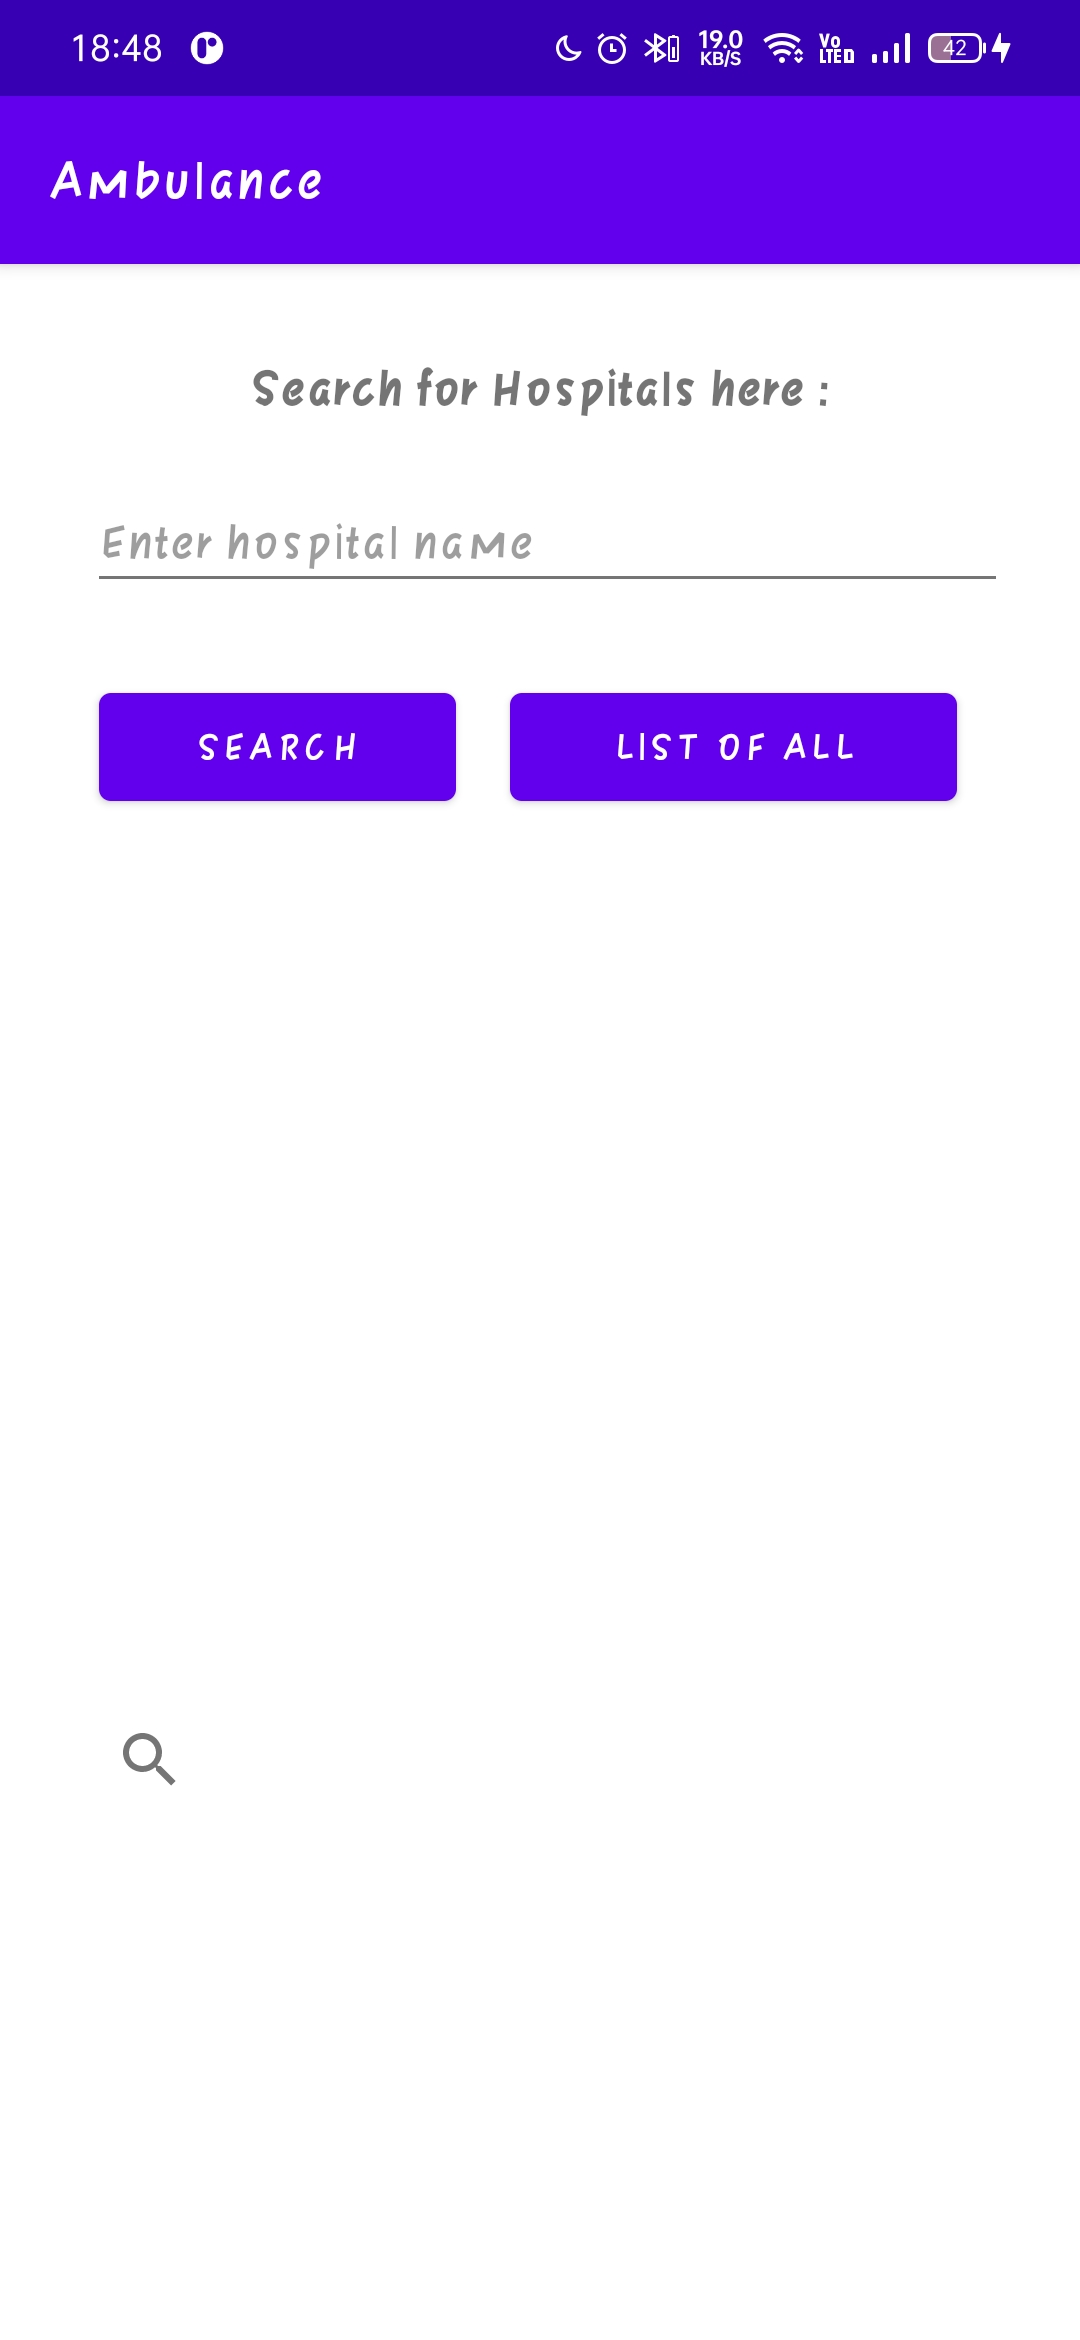 18:48 19.0 KB/S Vo LTED 42
Ambulance
Search for Hospitals here :
Enter hospital name
SEARCH LIST OF ALL